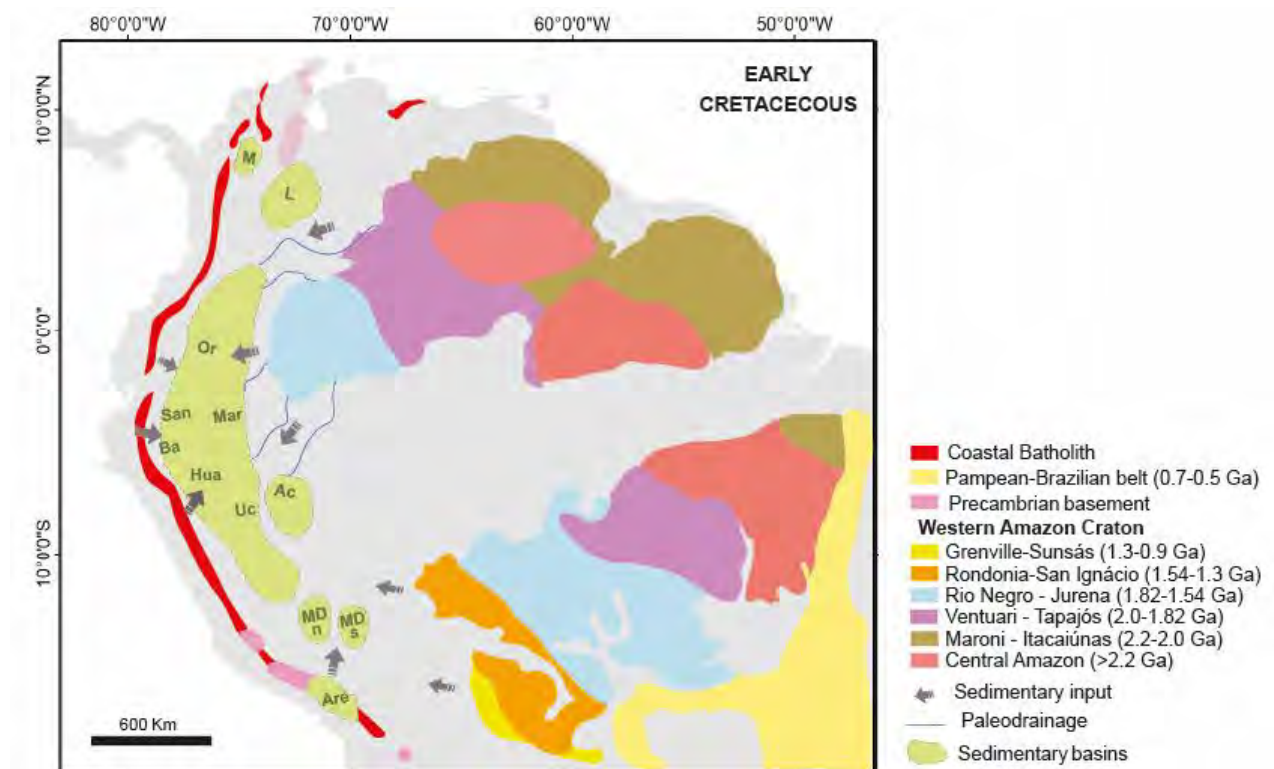 80°0'0"W
70°0'0"W
60°0'0"W
50°0'0"W
EARLY
CRETACECOUS
10°0'0"N
0°0'0"
10°0'0"S
M
L
Or
San
Mar
Ba
Hua
Uc
Ac
MD
n
MD
s
Are
600 Km
Coastal Batholith
Pampean-Brazilian belt (0.7-0.5 Ga)
Precambrian basement
Western Amazon Craton
Grenville-Sunsás (1.3-0.9 Ga)
Rondonia-San Ignácio (1.54-1.3 Ga)
Rio Negro - Jurena (1.82-1.54 Ga)
Ventuari - Tapajós (2.0-1.82 Ga)
Maroni - Itacaiúnas (2.2-2.0 Ga)
Central Amazon (>2.2 Ga)
Sedimentary input
Paleodrainage
Sedimentary basins